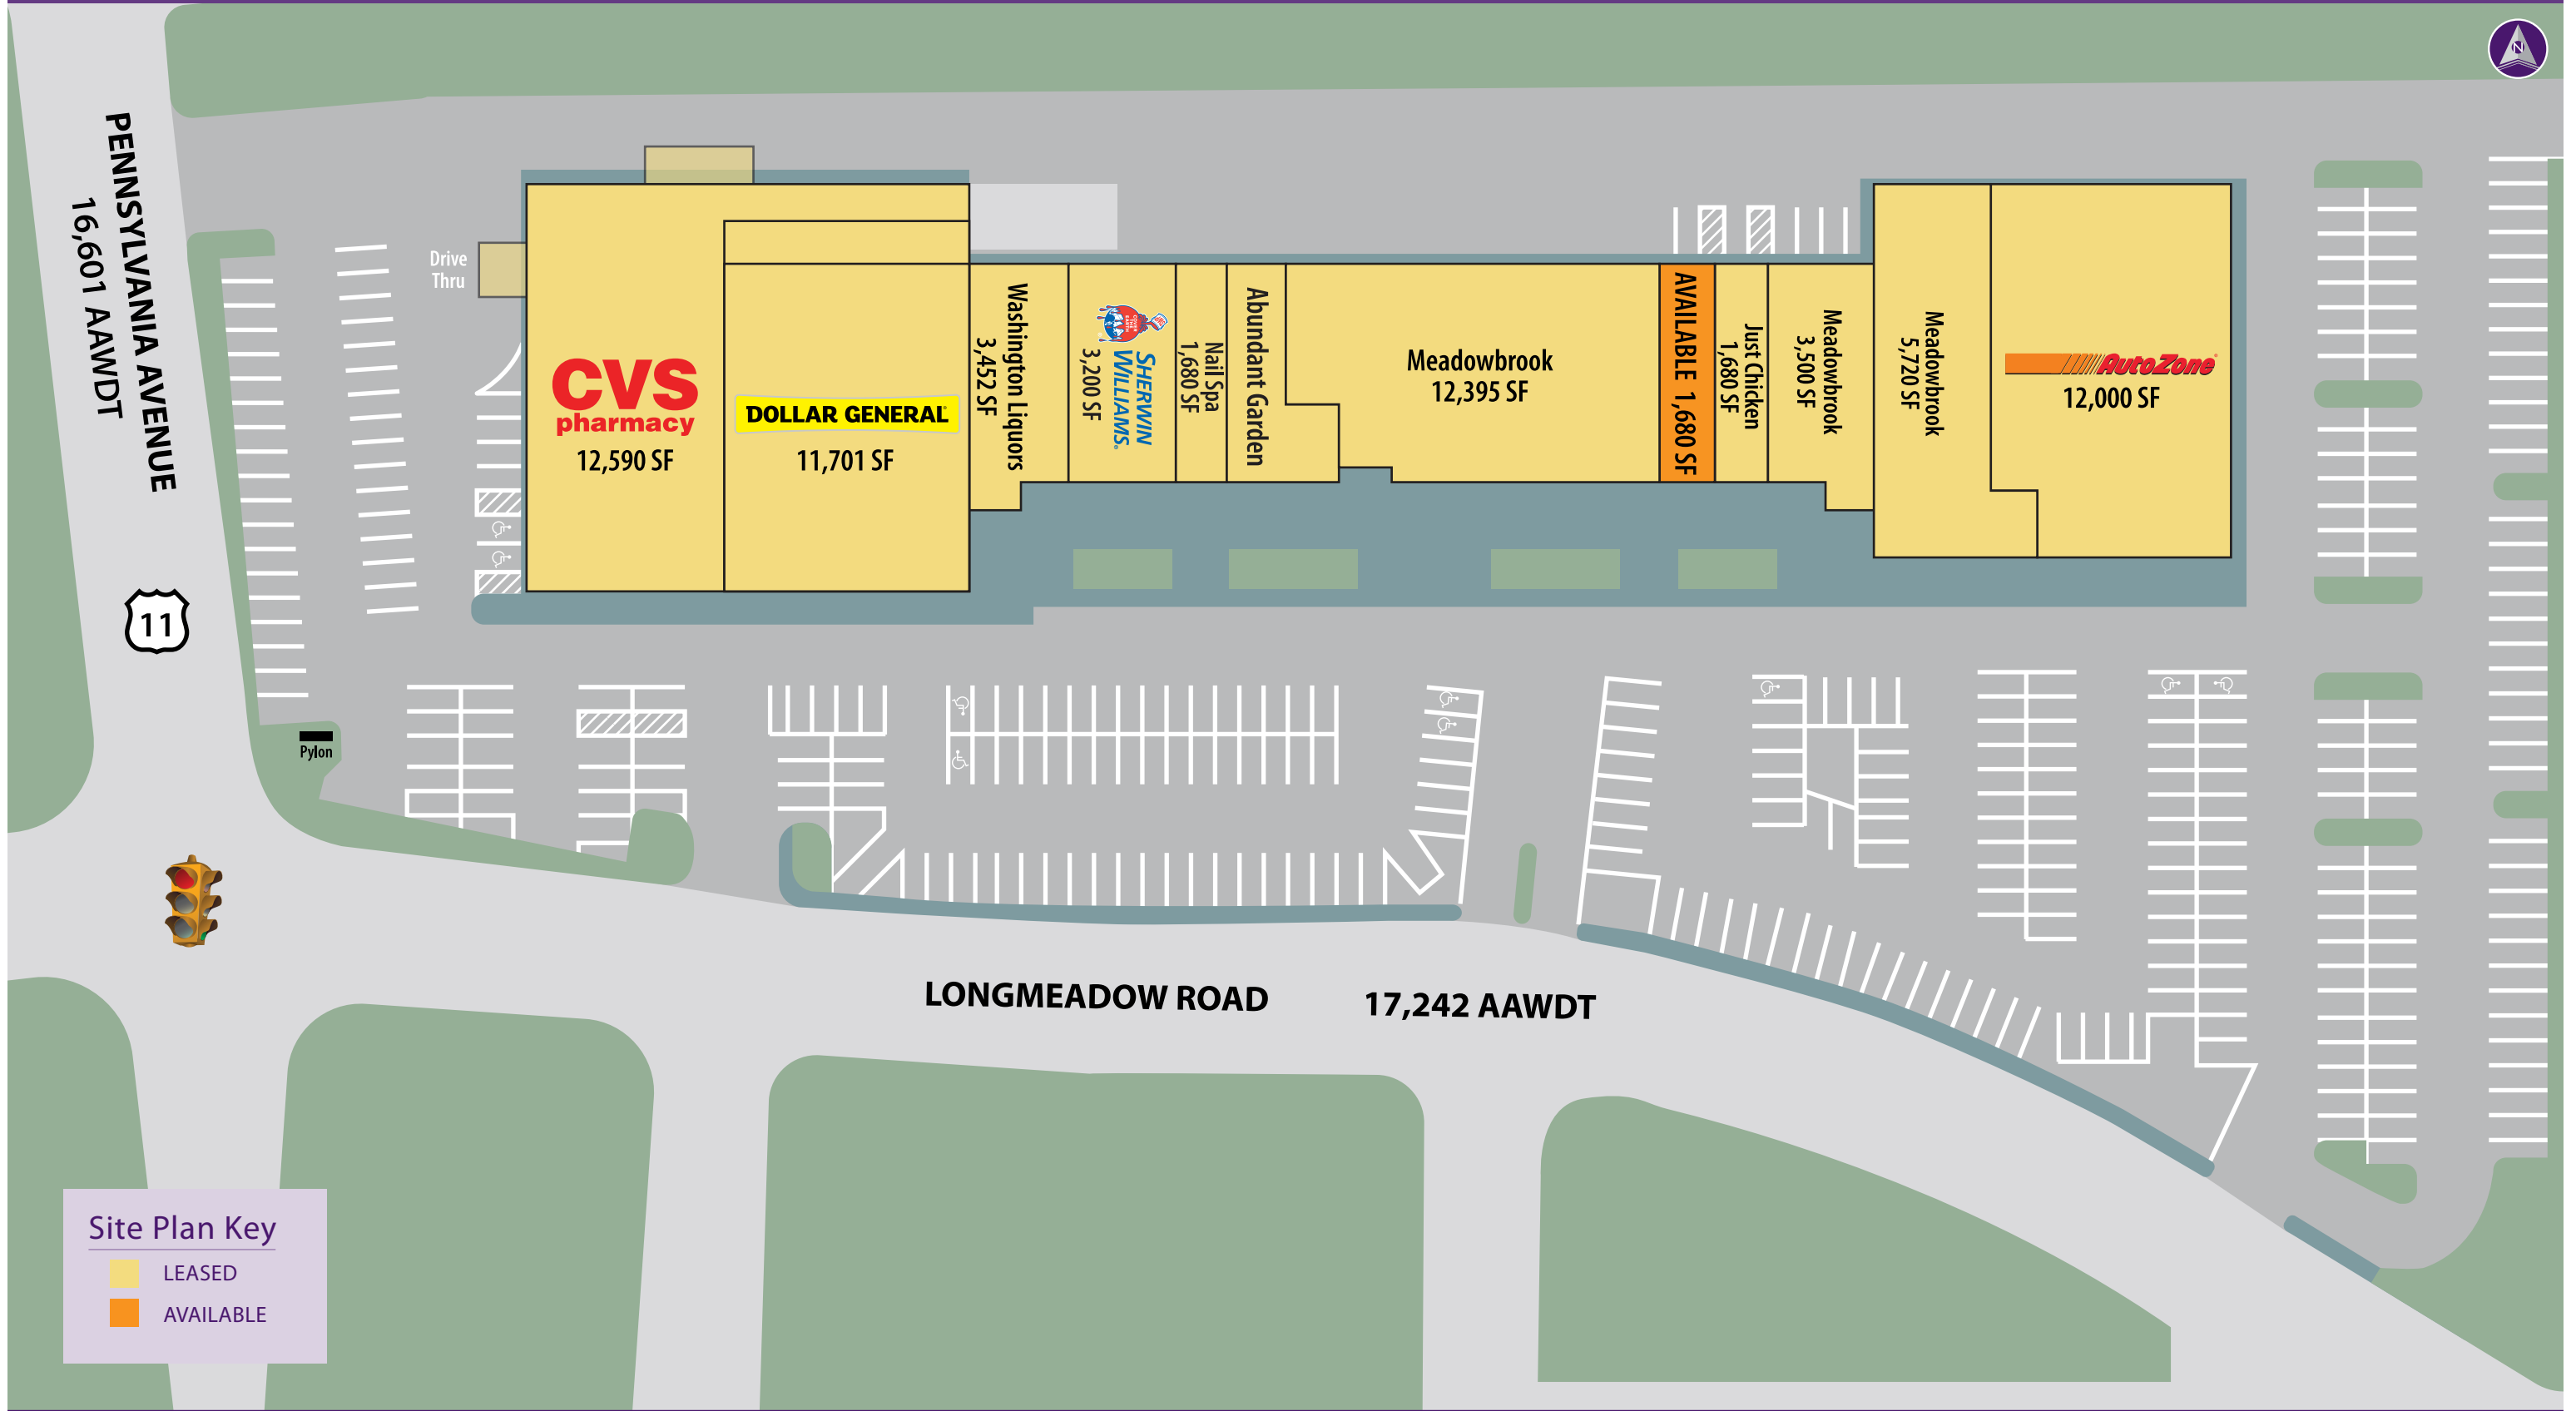 N
PENNSYLVANIA AVENUE
16,601 AAWDT
11
Drive
Thru
CVS
pharmacy
12,590 SF
DOLLAR GENERAL
11,701 SF
Washington Liquors
3,452 SF
SHERWIN
WILLIAMS.
3,200 SF
Nail Spa
1,680 SF
Abundant Garden
Meadowbrook
12,395 SF
AVAILABLE 1,680 SF
Just Chicken
1,680 SF
Meadowbrook
3,500 SF
Meadowbrook
5,720 SF
AutoZone
12,000 SF
Pylon
LONGMEADOW ROAD 17,242 AAWDT
Site Plan Key
LEASED
AVAILABLE